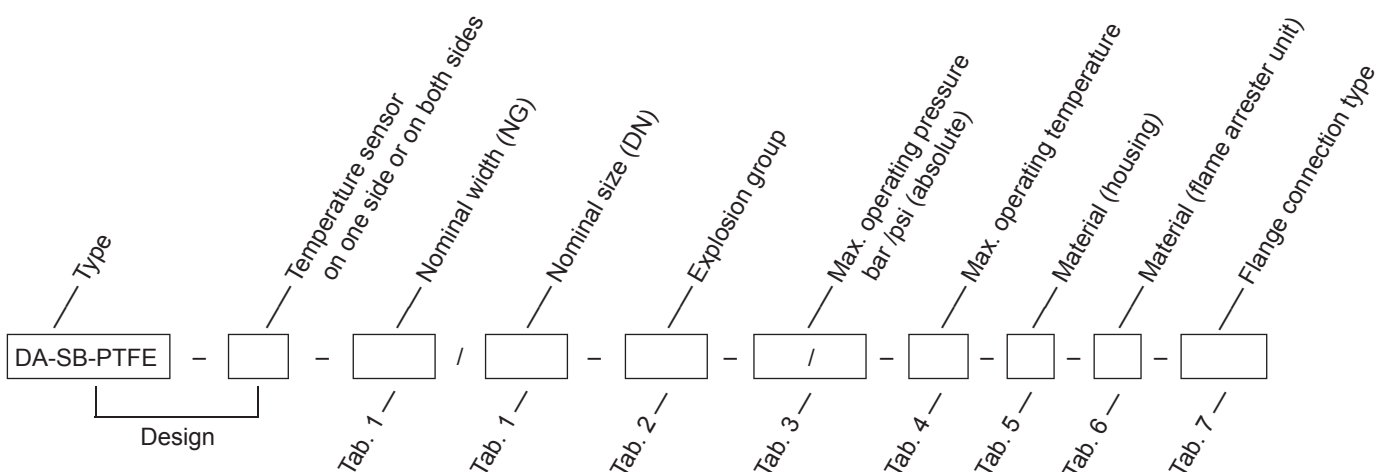 Type
Temperature sensor
on one side or on both sides
Nominal width (NG)
Nominal size (DN)
Explosion group
Max. operating pressure
bar /psi (absolute)
Max. operating temperature
Material (housing)
Material (flame arrester unit)
Flange connection type
DA-SB-PTFE – – / – – / – – – –
Design
Tab. 1
Tab. 1
Tab. 2
Tab. 3
Tab. 4
Tab. 5
Tab. 6
Tab. 7